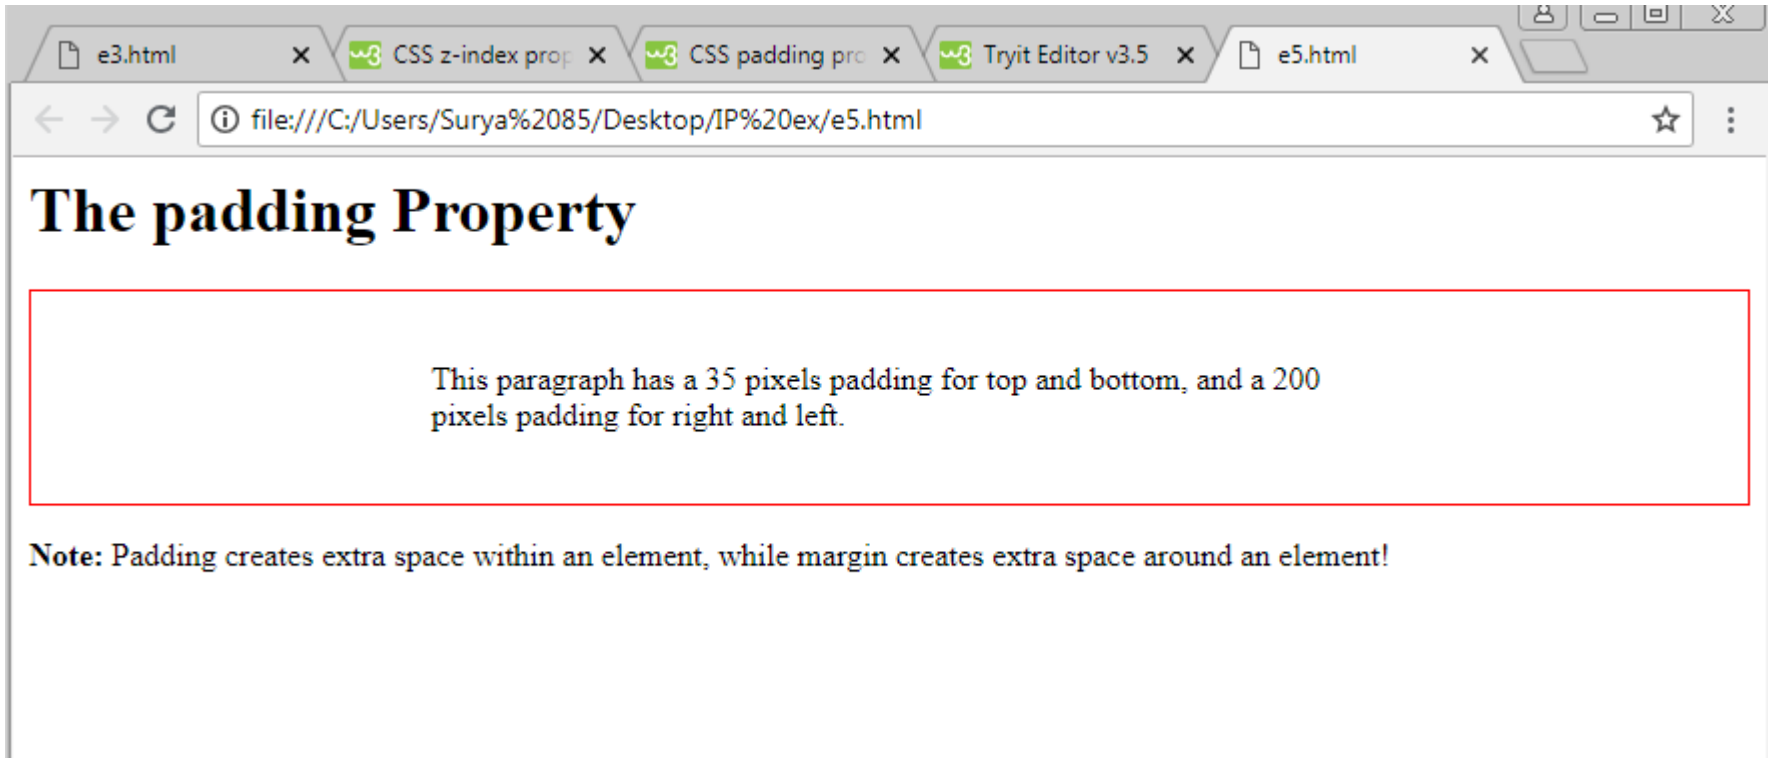 e3.html
CSS z-index prop
CSS padding pro
Tryit Editor v3.5
e5.html
file:///C:/Users/Surya%2085/Desktop/IP%20ex/e5.html
The padding Property
This paragraph has a 35 pixels padding for top and bottom, and a 200
pixels padding for right and left.
Note: Padding creates extra space within an element, while margin creates extra space around an element!